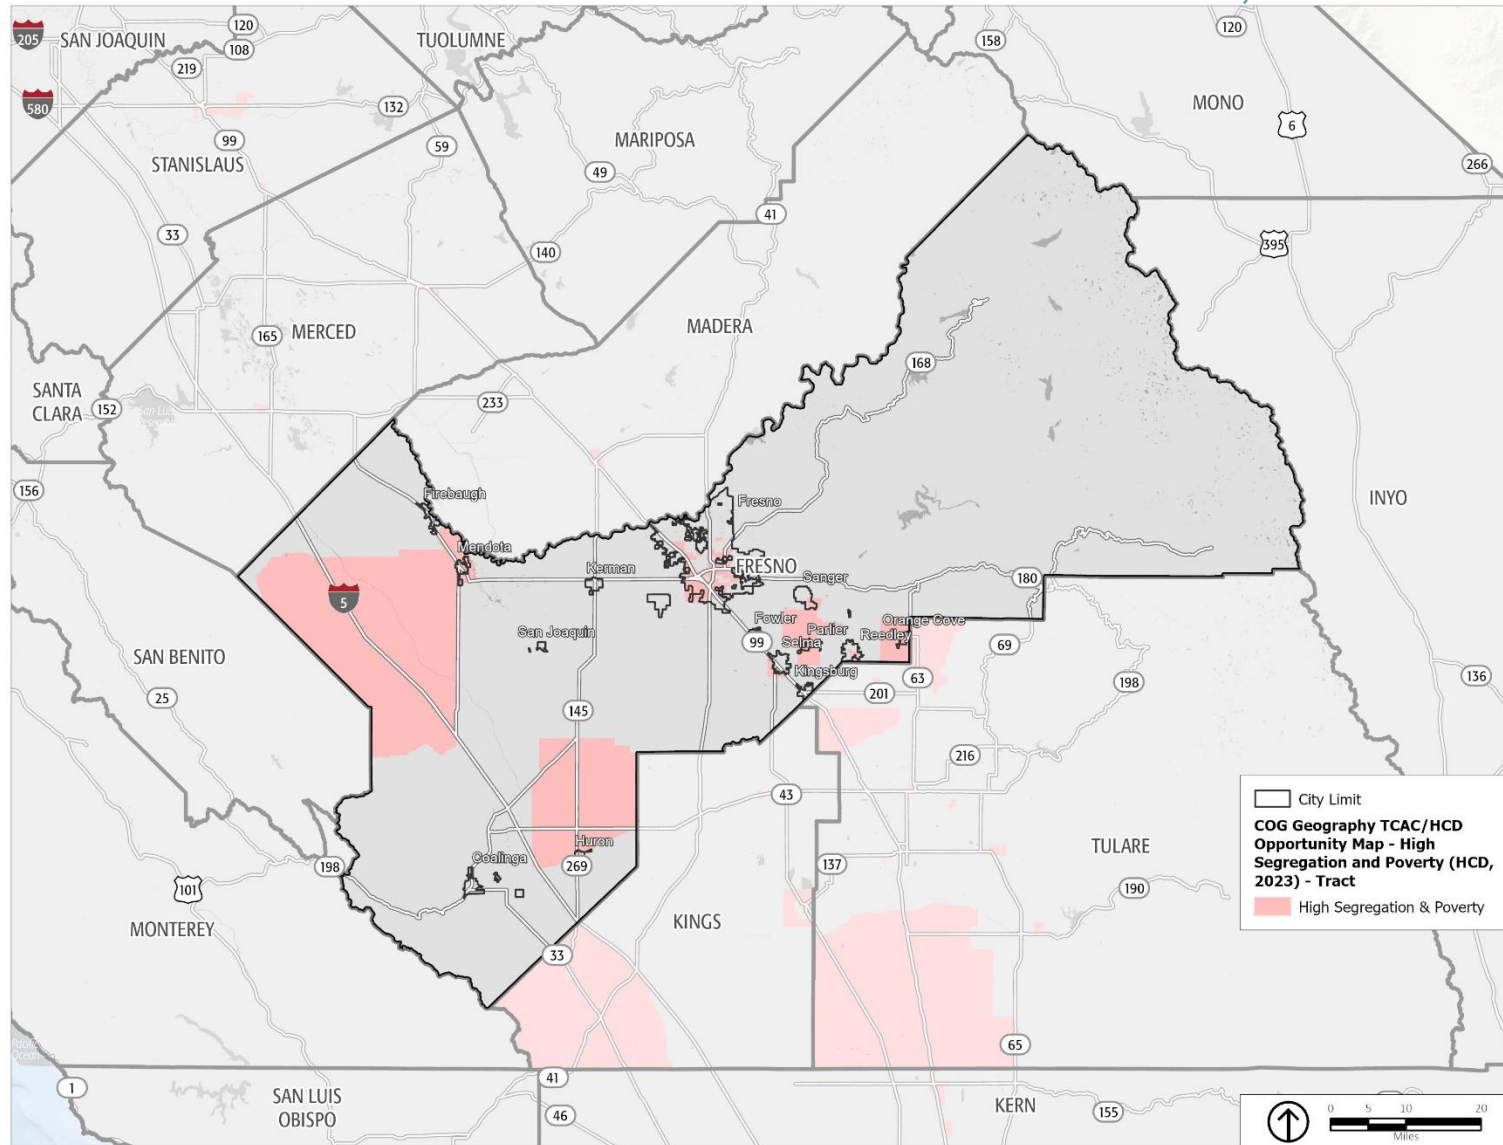 120
205
SAN JOAQUIN
108
TUOLUMNE
158
120
219
580
132
MONO
6
99
59
MARIPOSA
STANISLAUS
266
49
41
33
140
395
MADERA
165
MERCED
168
SANTA
CLARA
152
San Luis
233
156
Firebaugh
Fresno
INYO
Mendota
Kerman
FRESNO
Sanger
180
5
San Joaquin
Fowler
Parlier
Orange Cove
99
Selma
Reedley
69
SAN BENITO
Kingsburg
63
198
136
25
201
145
216
43
City Limit
COG Geography TCAC/HCD
Opportunity Map - High
Segregation and Poverty (HCD,
2023) - Tract
High Segregation & Poverty
Huron
TULARE
Coalinga
198
269
137
101
190
MONTEREY
KINGS
33
Pacific
Ocean
65
41
1
SAN LUIS
OBISPO
46
KERN
155
0 5 10 20
Miles